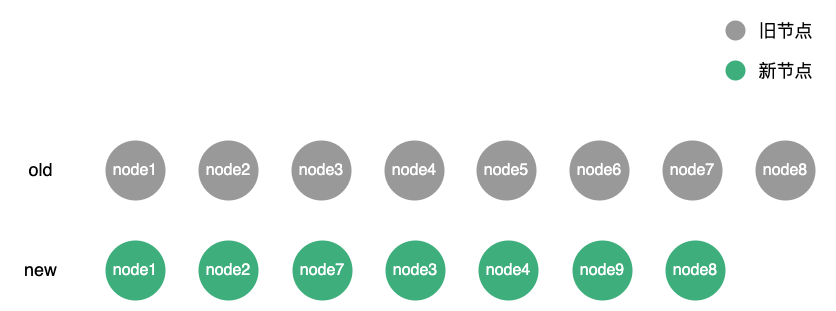 旧节点
新节点
old node1 node2 node3 node4 node5 node6 node7 node8
new node1 node2 node7 node3 node4 node9 node8